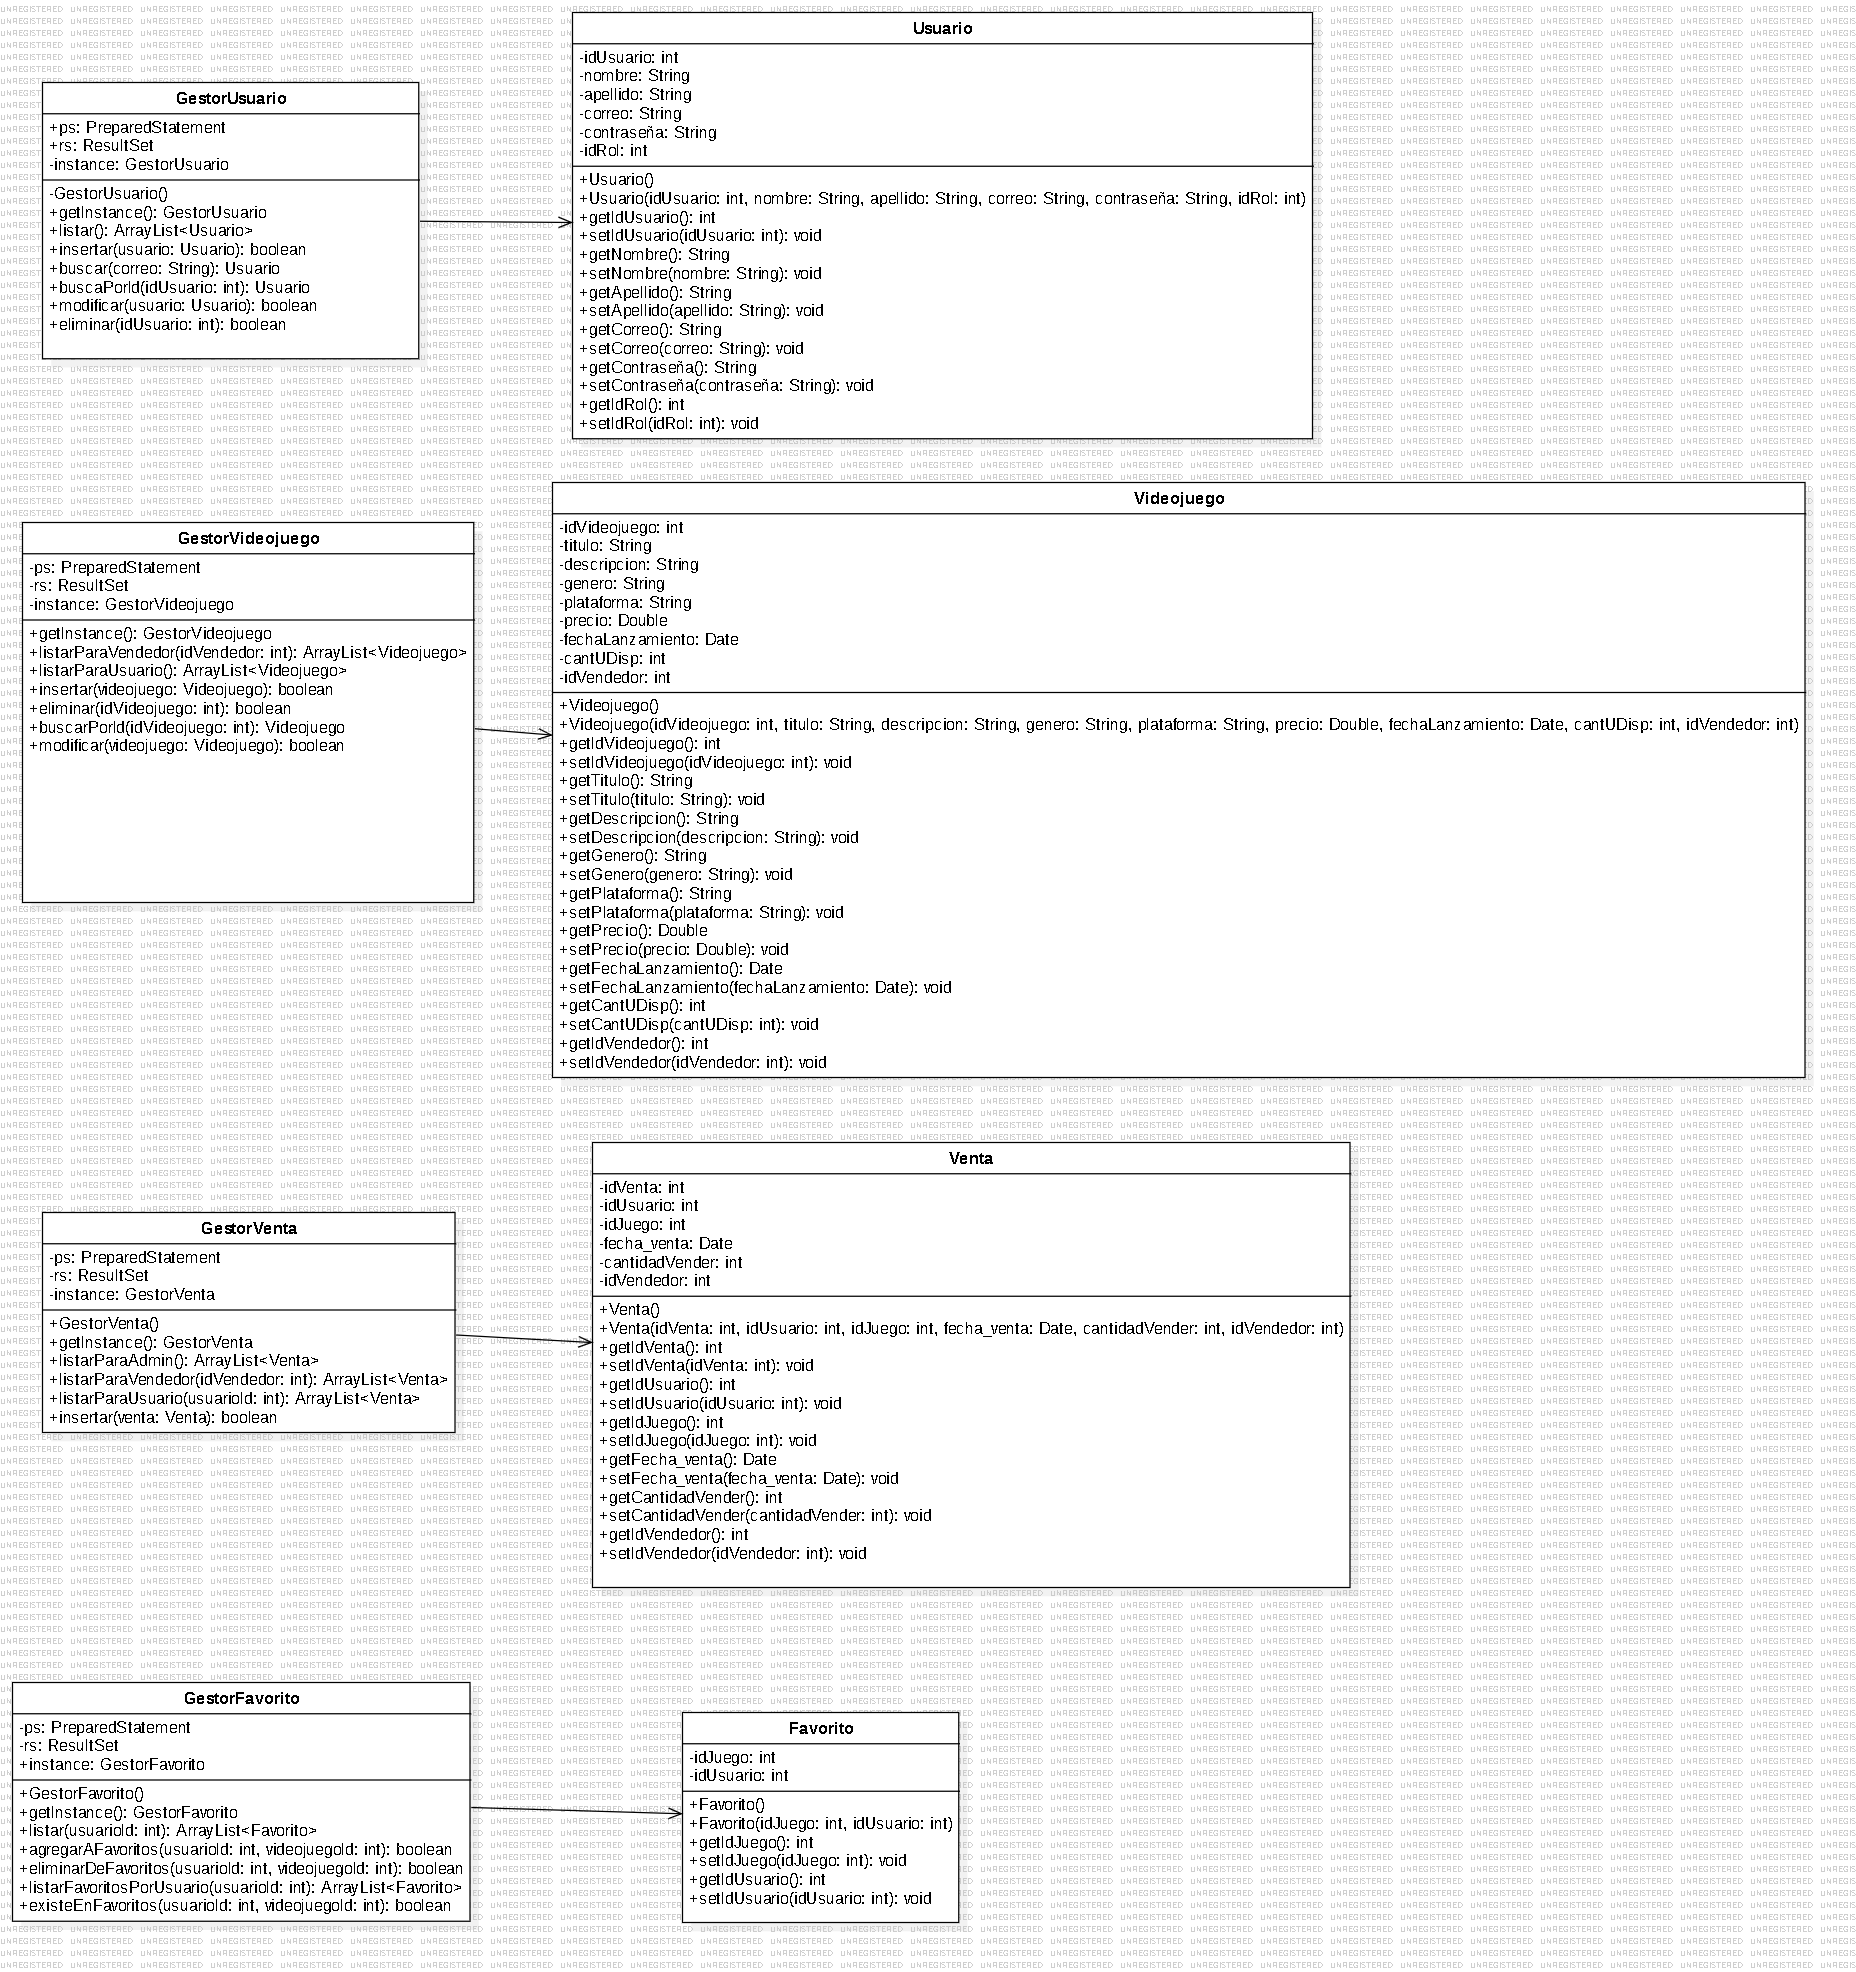 Usuario
-idUsuario: int
-nombre: String
-apellido: String
-correo: String
-contraseña: String
-idRol: int
+Usuario()
+Usuario(idUsuario: int, nombre: String, apellido: String, correo: String, contraseña: String, idRol: int)
+getIdUsuario(): int
+setIdUsuario(idUsuario: int): void
+getNombre(): String
+setNombre(nombre: String): void
+getApellido(): String
+setApellido(apellido: String): void
+getCorreo(): String
+setCorreo(correo: String): void
+getContraseña(): String
+setContraseña(contraseña: String): void
+getIdRol(): int
+setIdRol(idRol: int): void
GestorUsuario
+ps: PreparedStatement
+rs: ResultSet
-instance: GestorUsuario
-GestorUsuario()
+getInstance(): GestorUsuario
+listar(): ArrayList<Usuario>
+insertar(usuario: Usuario): boolean
+buscar(correo: String): Usuario
+buscaPorId(idUsuario: int): Usuario
+modificar(usuario: Usuario): boolean
+eliminar(idUsuario: int): boolean
Videojuego
-idVideojuego: int
-titulo: String
-descripcion: String
-genero: String
-plataforma: String
-precio: Double
-fechaLanzamiento: Date
-cantUDisp: int
-idVendedor: int
+Videojuego()
+Videojuego(idVideojuego: int, titulo: String, descripcion: String, genero: String, plataforma: String, precio: Double, fechaLanzamiento: Date, cantUDisp: int, idVendedor: int)
+getIdVideojuego(): int
+setIdVideojuego(idVideojuego: int): void
+getTitulo(): String
+setTitulo(titulo: String): void
+getDescripcion(): String
+setDescripcion(descripcion: String): void
+getGenero(): String
+setGenero(genero: String): void
+getPlataforma(): String
+setPlataforma(plataforma: String): void
+getPrecio(): Double
+setPrecio(precio: Double): void
+getFechaLanzamiento(): Date
+setFechaLanzamiento(fechaLanzamiento: Date): void
+getCantUDisp(): int
+setCantUDisp(cantUDisp: int): void
+getIdVendedor(): int
+setIdVendedor(idVendedor: int): void
GestorVideojuego
-ps: PreparedStatement
-rs: ResultSet
-instance: GestorVideojuego
+getInstance(): GestorVideojuego
+listarParaVendedor(idVendedor: int): ArrayList<Videojuego>
+listarParaUsuario(): ArrayList<Videojuego>
+insertar(videojuego: Videojuego): boolean
+eliminar(idVideojuego: int): boolean
+buscarPorId(idVideojuego: int): Videojuego
+modificar(videojuego: Videojuego): boolean
Venta
-idVenta: int
-idUsuario: int
-idJuego: int
-fecha_venta: Date
-cantidadVender: int
-idVendedor: int
+Venta()
+Venta(idVenta: int, idUsuario: int, idJuego: int, fecha_venta: Date, cantidadVender: int, idVendedor: int)
+getIdVenta(): int
+setIdVenta(idVenta: int): void
+getIdUsuario(): int
+setIdUsuario(idUsuario: int): void
+getIdJuego(): int
+setIdJuego(idJuego: int): void
+getFecha_venta(): Date
+setFecha_venta(fecha_venta: Date): void
+getCantidadVender(): int
+setCantidadVender(cantidadVender: int): void
+getIdVendedor(): int
+setIdVendedor(idVendedor: int): void
GestorVenta
-ps: PreparedStatement
-rs: ResultSet
-instance: GestorVenta
+GestorVenta()
+getInstance(): GestorVenta
+listarParaAdmin(): ArrayList<Venta>
+listarParaVendedor(idVendedor: int): ArrayList<Venta>
+listarParaUsuario(usuarioId: int): ArrayList<Venta>
+insertar(venta: Venta): boolean
GestorFavorito
-ps: PreparedStatement
-rs: ResultSet
+instance: GestorFavorito
+GestorFavorito()
+getInstance(): GestorFavorito
+listar(usuarioId: int): ArrayList<Favorito>
+agregarAFavoritos(usuarioId: int, videojuegoId: int): boolean
+eliminarDeFavoritos(usuarioId: int, videojuegoId: int): boolean
+listarFavoritosPorUsuario(usuarioId: int): ArrayList<Favorito>
+existeEnFavoritos(usuarioId: int, videojuegoId: int): boolean
Favorito
-idJuego: int
-idUsuario: int
+Favorito()
+Favorito(idJuego: int, idUsuario: int)
+getIdJuego(): int
+setIdJuego(idJuego: int): void
+getIdUsuario(): int
+setIdUsuario(idUsuario: int): void
UNREGISTERED